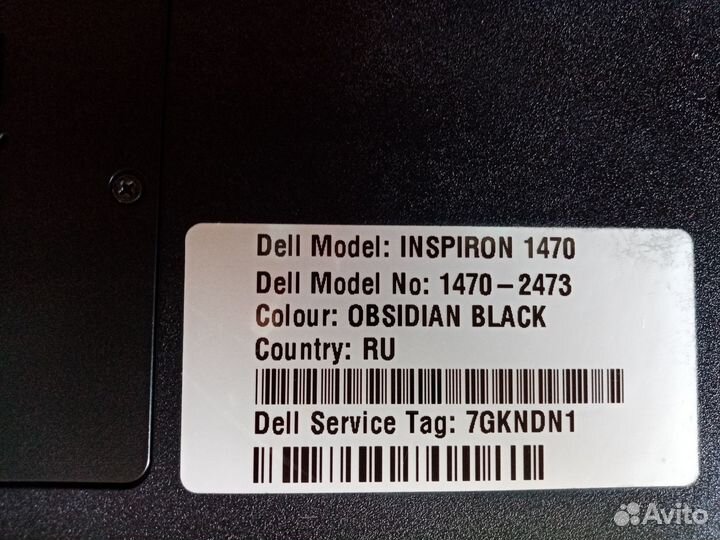 Dell Model: INSPIRON 1470
Dell Model No: 1470-2473
Colour: OBSIDIAN BLACK
Country: RU
Dell Service Tag: 7GKNDN1
Avito